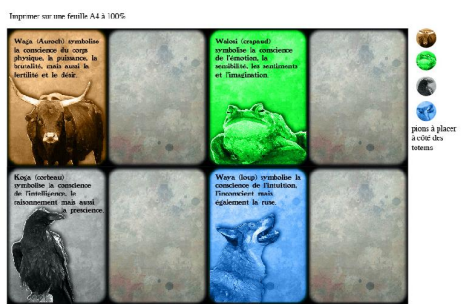 Imprimer sur une feuille A4 à 100%
Waga (Auroch) symbolise
la conscience du corps
physique, la puissance, la
brutalité, mais aussi la
fertilité et le désir.
Walosi (crapaud)
symbolise la conscience
de l'émotion, la
sensibilité, les sentiments
et l'imagination.
pions à placer
à côté des
totems
Koga (corbeau)
symbolise la conscience
de l'intelligence, le
raisonnement mais aussi
la prescience.
Waya (loup) symbolise la
conscience de l'intuition,
l'inconscient mais
également la ruse.